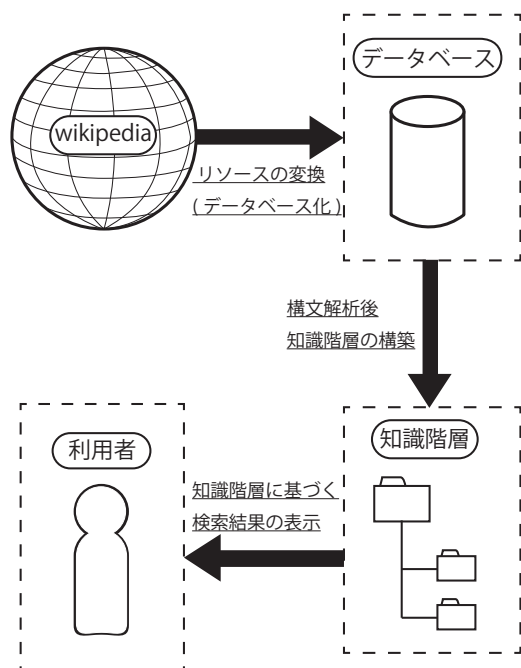 データベース
wikipedia
リソースの変換
(データベース化)
構文解析後
知識階層の構築
知識階層
利用者
知識階層に基づく
検索結果の表示